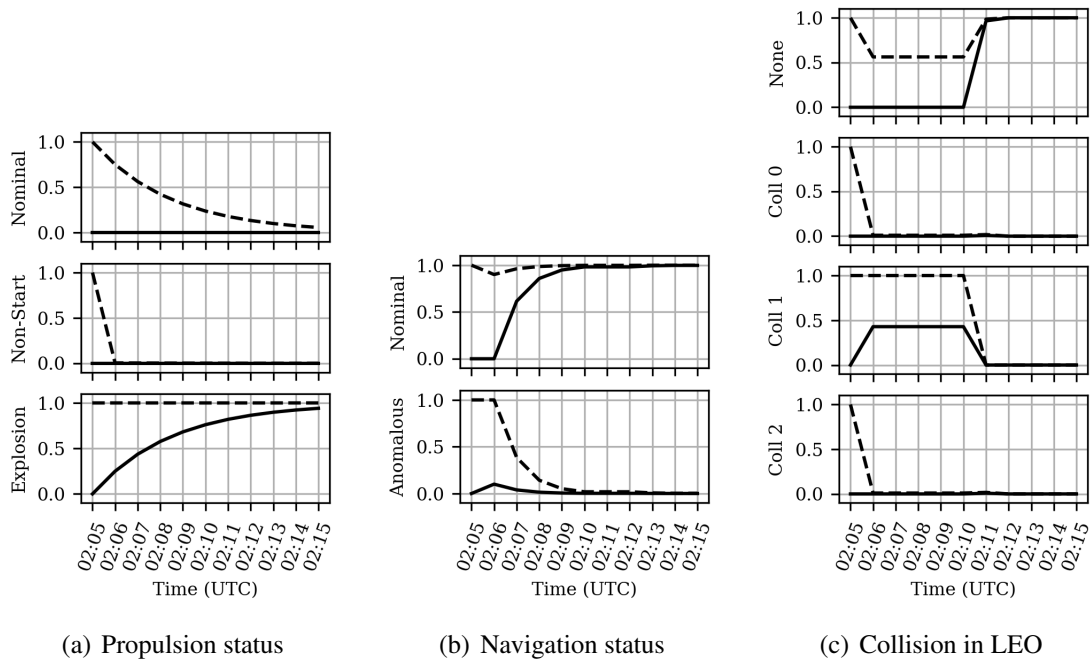 1.0
0.5
0.0
Nominal
1.0
0.5
0.0
Non-Start
1.0
0.5
0.0
Explosion
02:05 02:06 02:07 02:08 02:09 02:10 02:11 02:12 02:13 02:14 02:15
Time (UTC)
(a) Propulsion status
1.0
0.5
0.0
Nominal
1.0
0.5
0.0
Anomalous
02:05 02:06 02:07 02:08 02:09 02:10 02:11 02:12 02:13 02:14 02:15
Time (UTC)
(b) Navigation status
1.0
0.5
0.0
None
1.0
0.5
0.0
Coll 0
1.0
0.5
0.0
Coll 1
1.0
0.5
0.0
Coll 2
02:05 02:06 02:07 02:08 02:09 02:10 02:11 02:12 02:13 02:14 02:15
Time (UTC)
(c) Collision in LEO